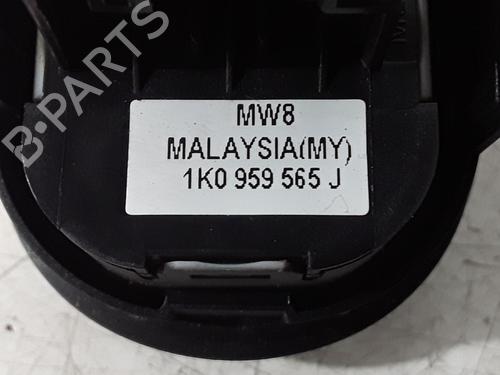 MW8
MALAYSIA(MY)
1K0 959 565 J
B-PARTS